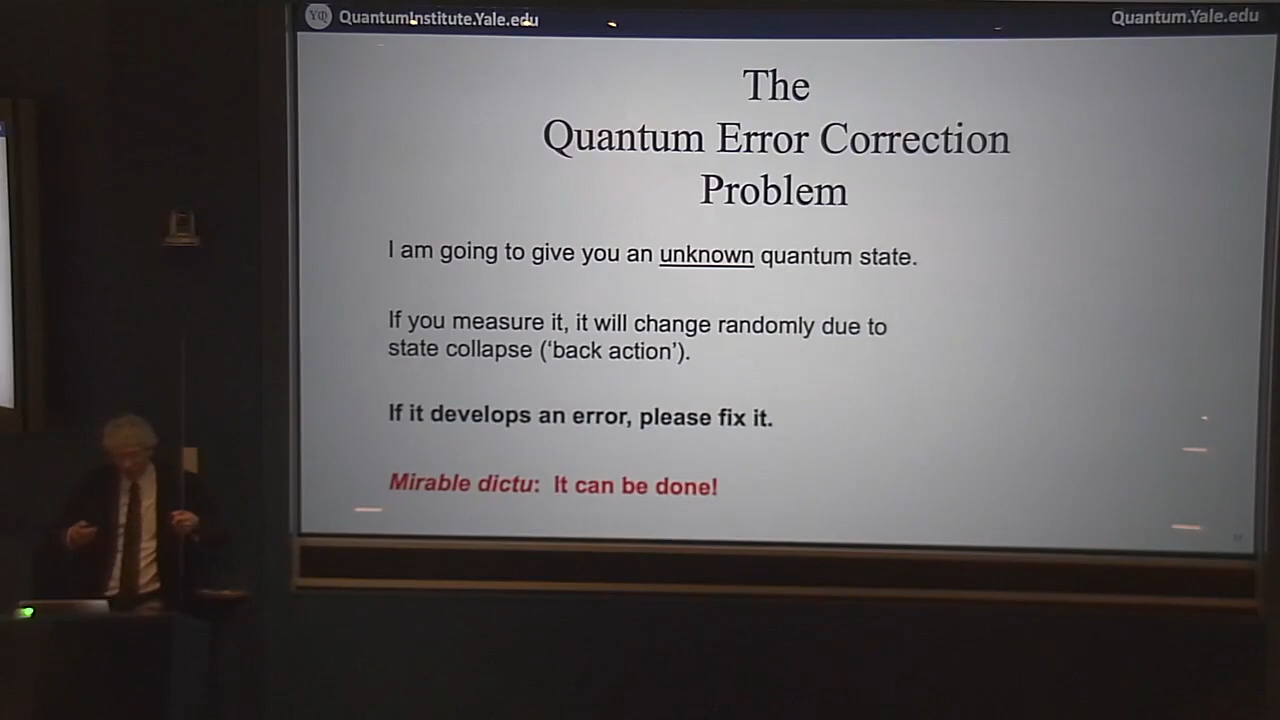 YQ QuantumInstitute.Yale.edu
Quantum.Yale.edu
The
Quantum Error Correction
Problem
I am going to give you an unknown quantum state.
If you measure it, it will change randomly due to
state collapse (‘back action’).
If it develops an error, please fix it.
Mirable dictu: It can be done!